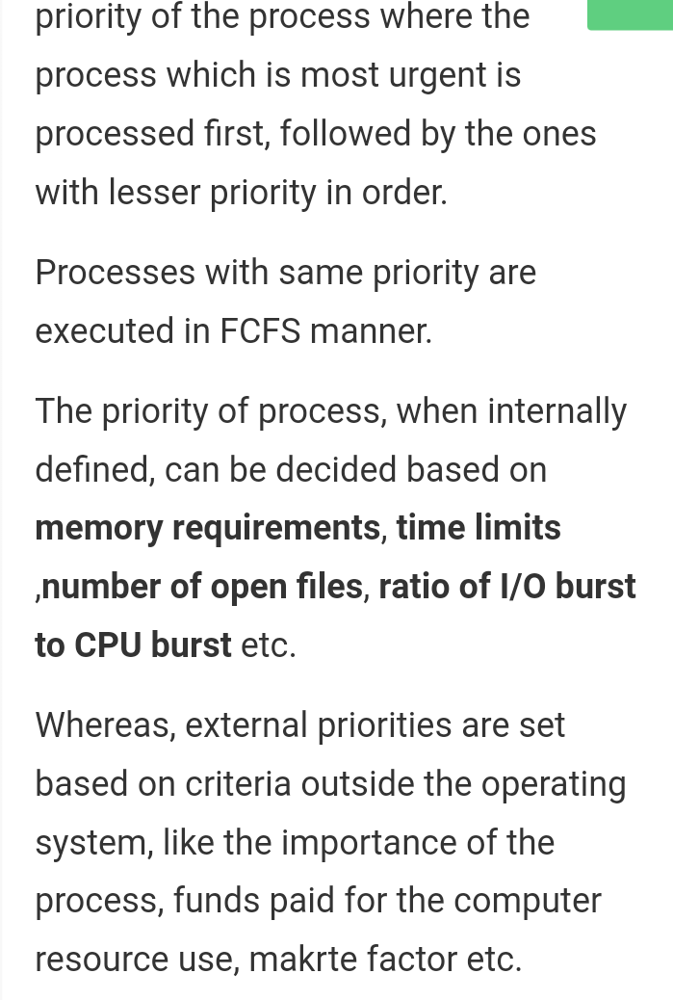 priority of the process where the
process which is most urgent is
processed first, followed by the ones
with lesser priority in order.
Processes with same priority are
executed in FCFS manner.
The priority of process, when internally
defined, can be decided based on
memory requirements, time limits
,number of open files, ratio of I/O burst
to CPU burst etc.
Whereas, external priorities are set
based on criteria outside the operating
system, like the importance of the
process, funds paid for the computer
resource use, makrte factor etc.